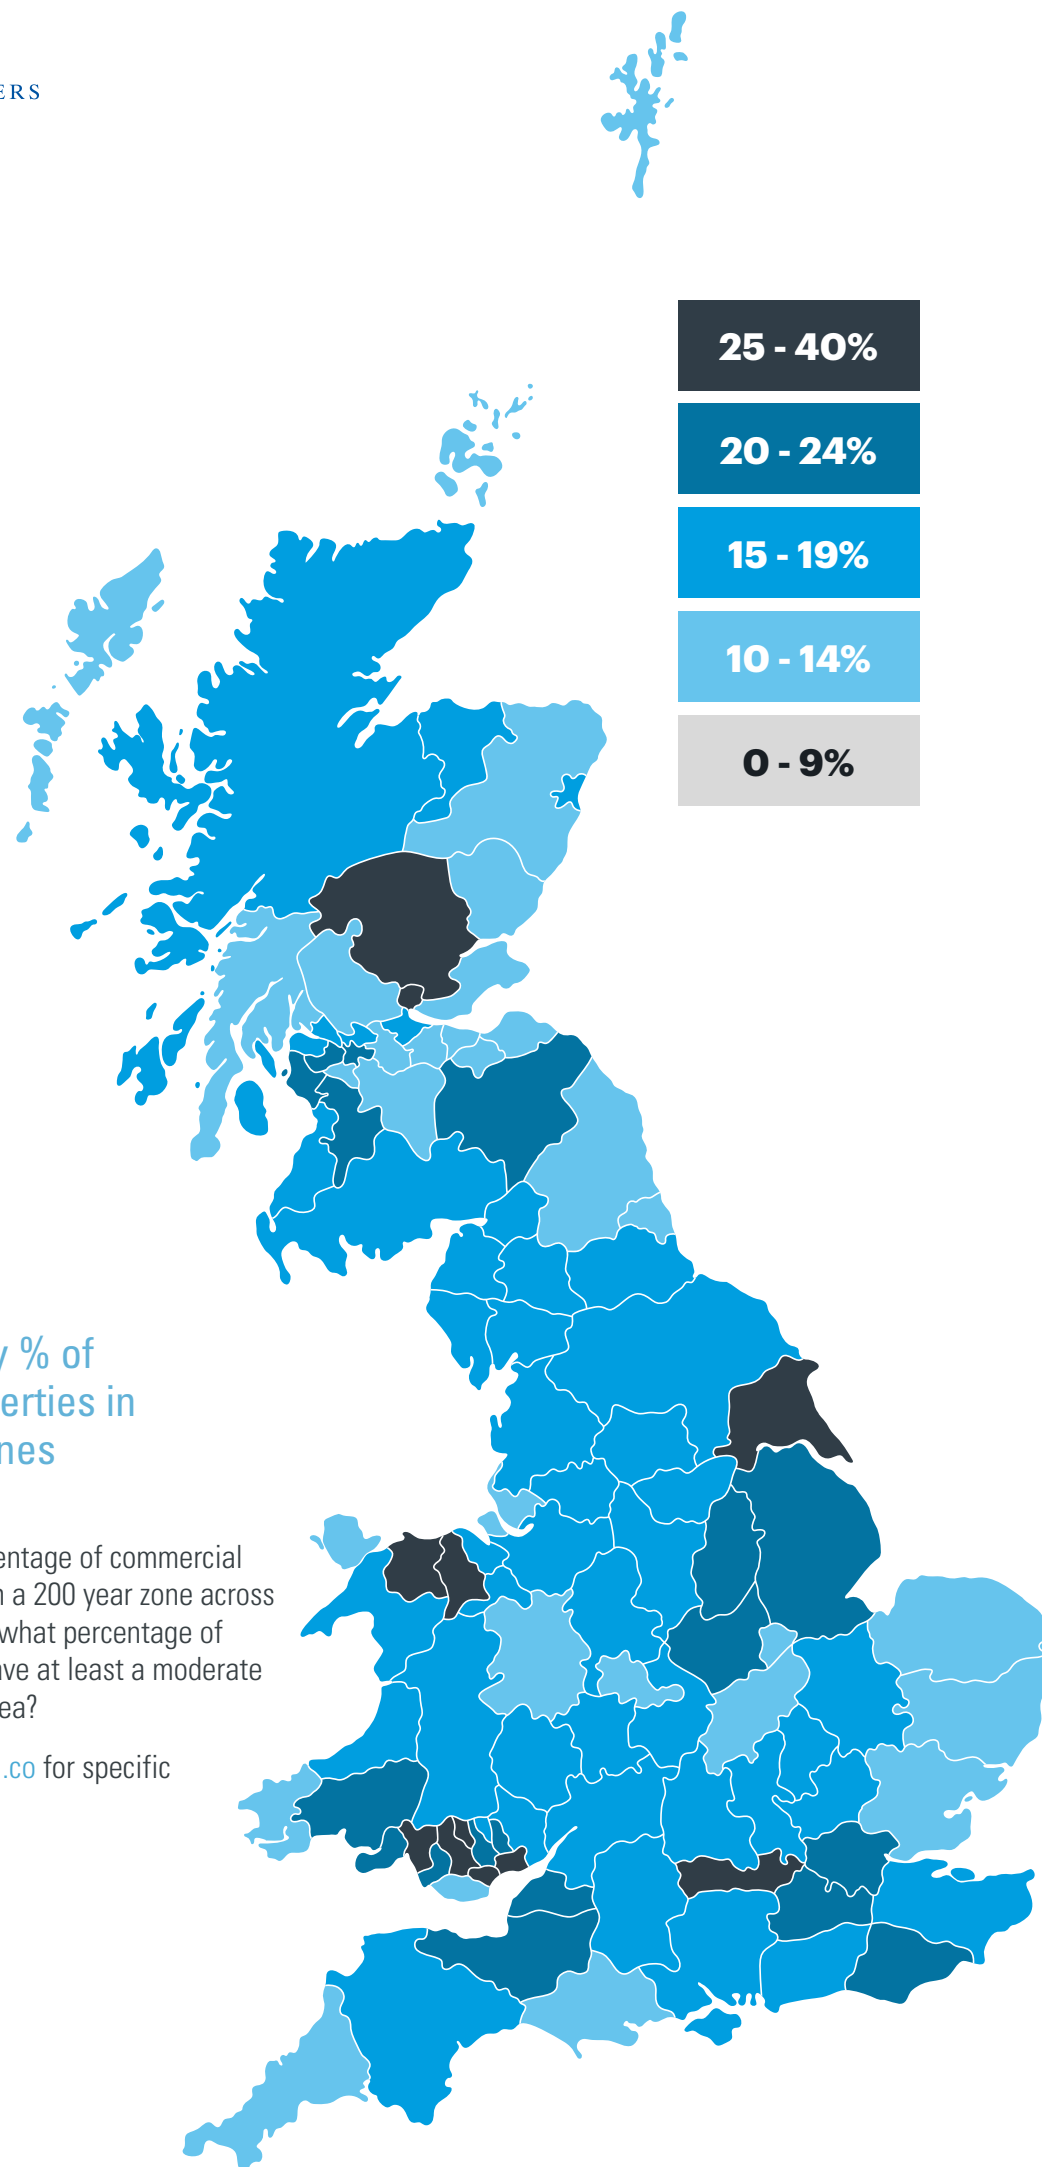 ERS
25 - 40%
20 - 24%
15 - 19%
10 - 14%
0 - 9%
y % of
erties in
nes
entage of commercial
n a 200 year zone across
what percentage of
ave at least a moderate
ea?
.co for specific